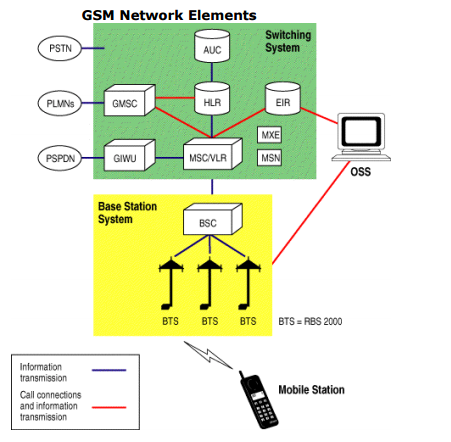 GSM Network Elements
Switching
System
PSTN
AUC
PLMNs
GMSC
HLR
EIR
MXE
PSPDN
GIWU
MSC/VLR
MSN
OSS
Base Station
System
BSC
BTS
BTS
BTS
BTS = RBS 2000
Information
transmission
Call connections
and information
transmission
Mobile Station